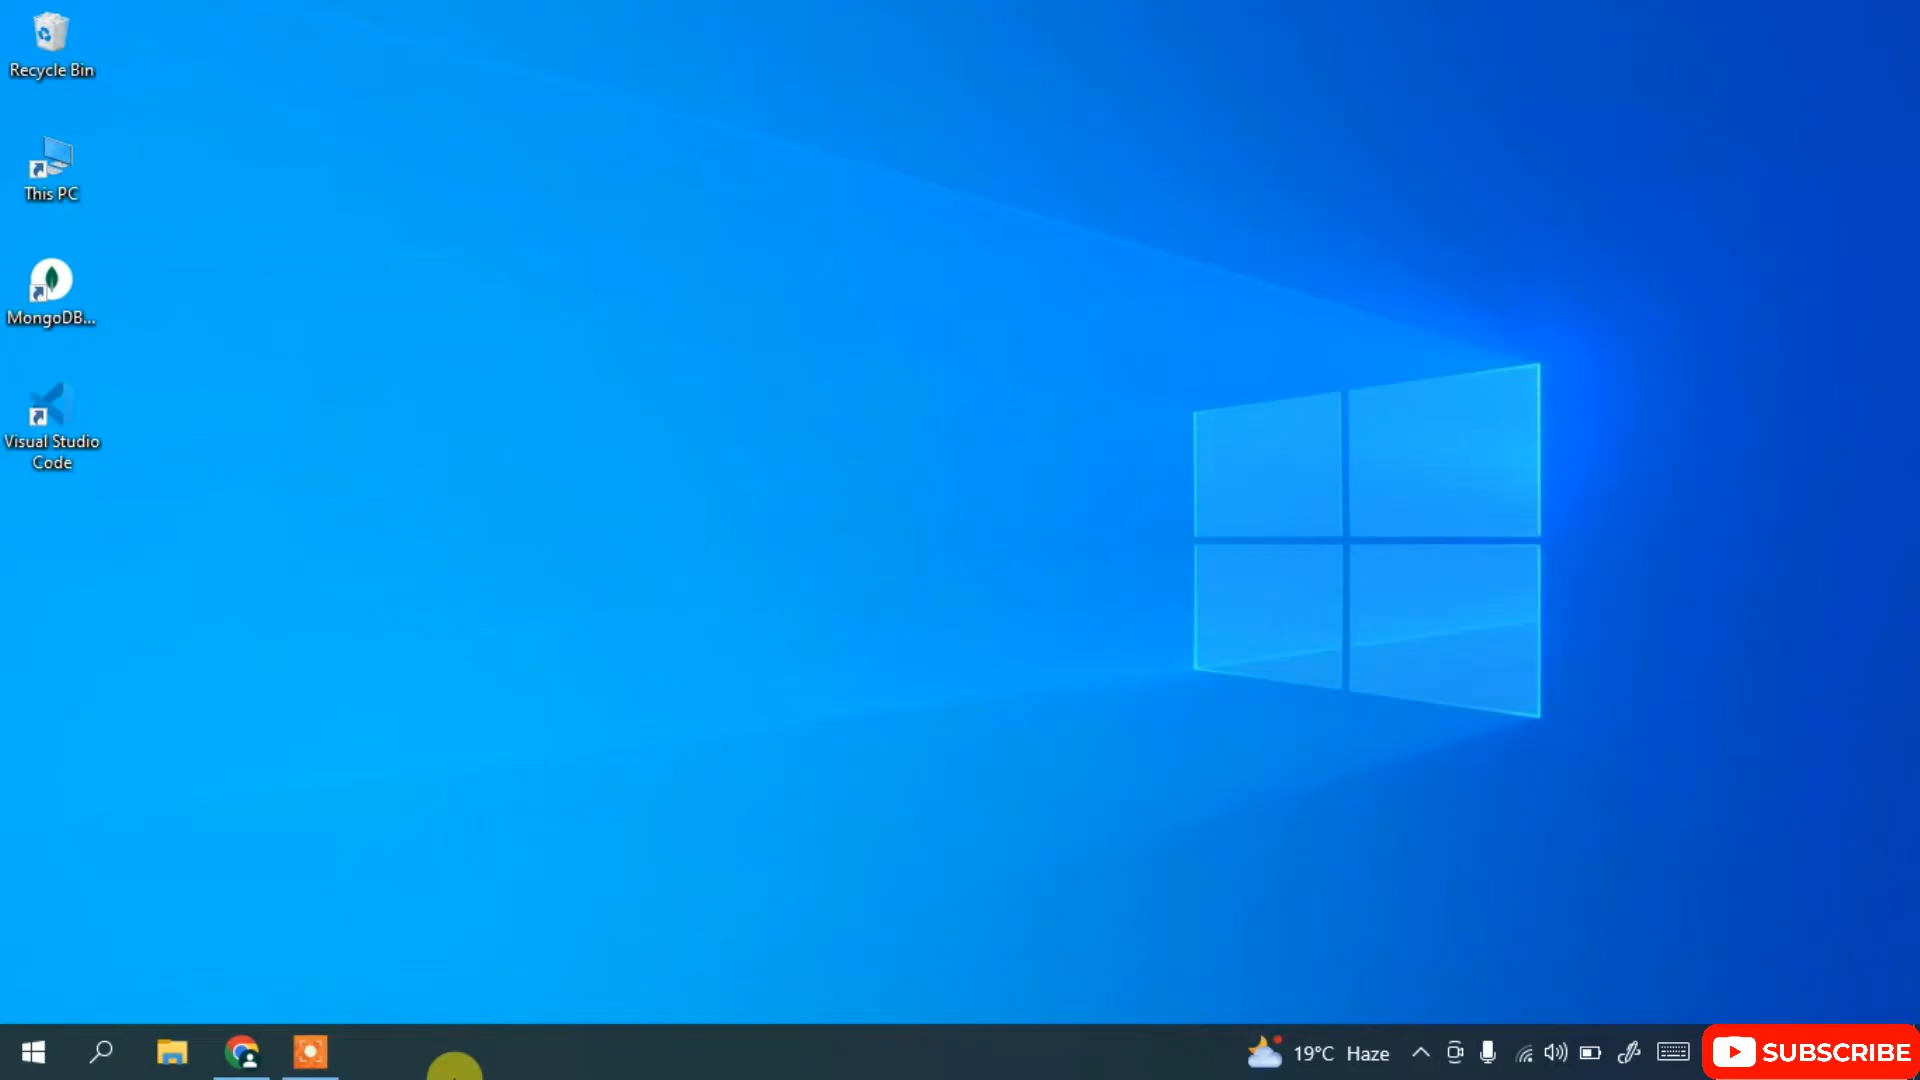 Recycle Bin
This PC
MongoDB...
Visual Studio
Code
19°C Haze
SUBSCRIBE